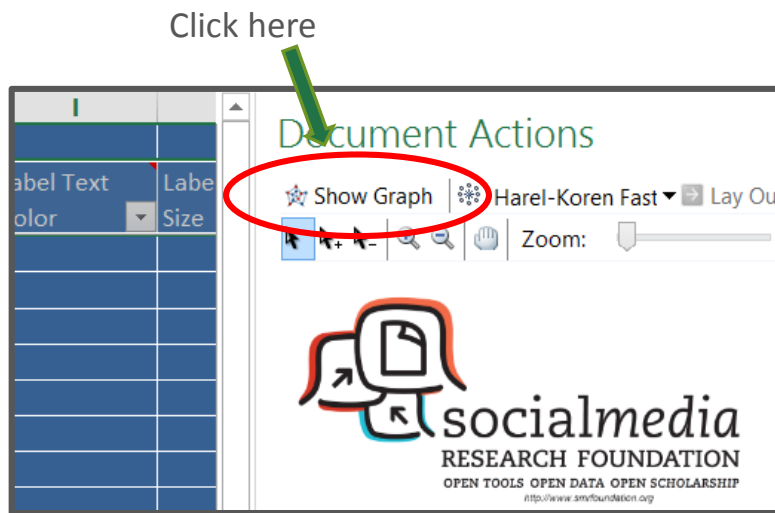 Click here
I
Document Actions
abel Text
olor
Labe
Size
Show Graph
Harel-Koren Fast
Lay Ou
Zoom:
socialmedia
RESEARCH FOUNDATION
OPEN TOOLS OPEN DATA OPEN SCHOLARSHIP
http://www.smrfoundation.org